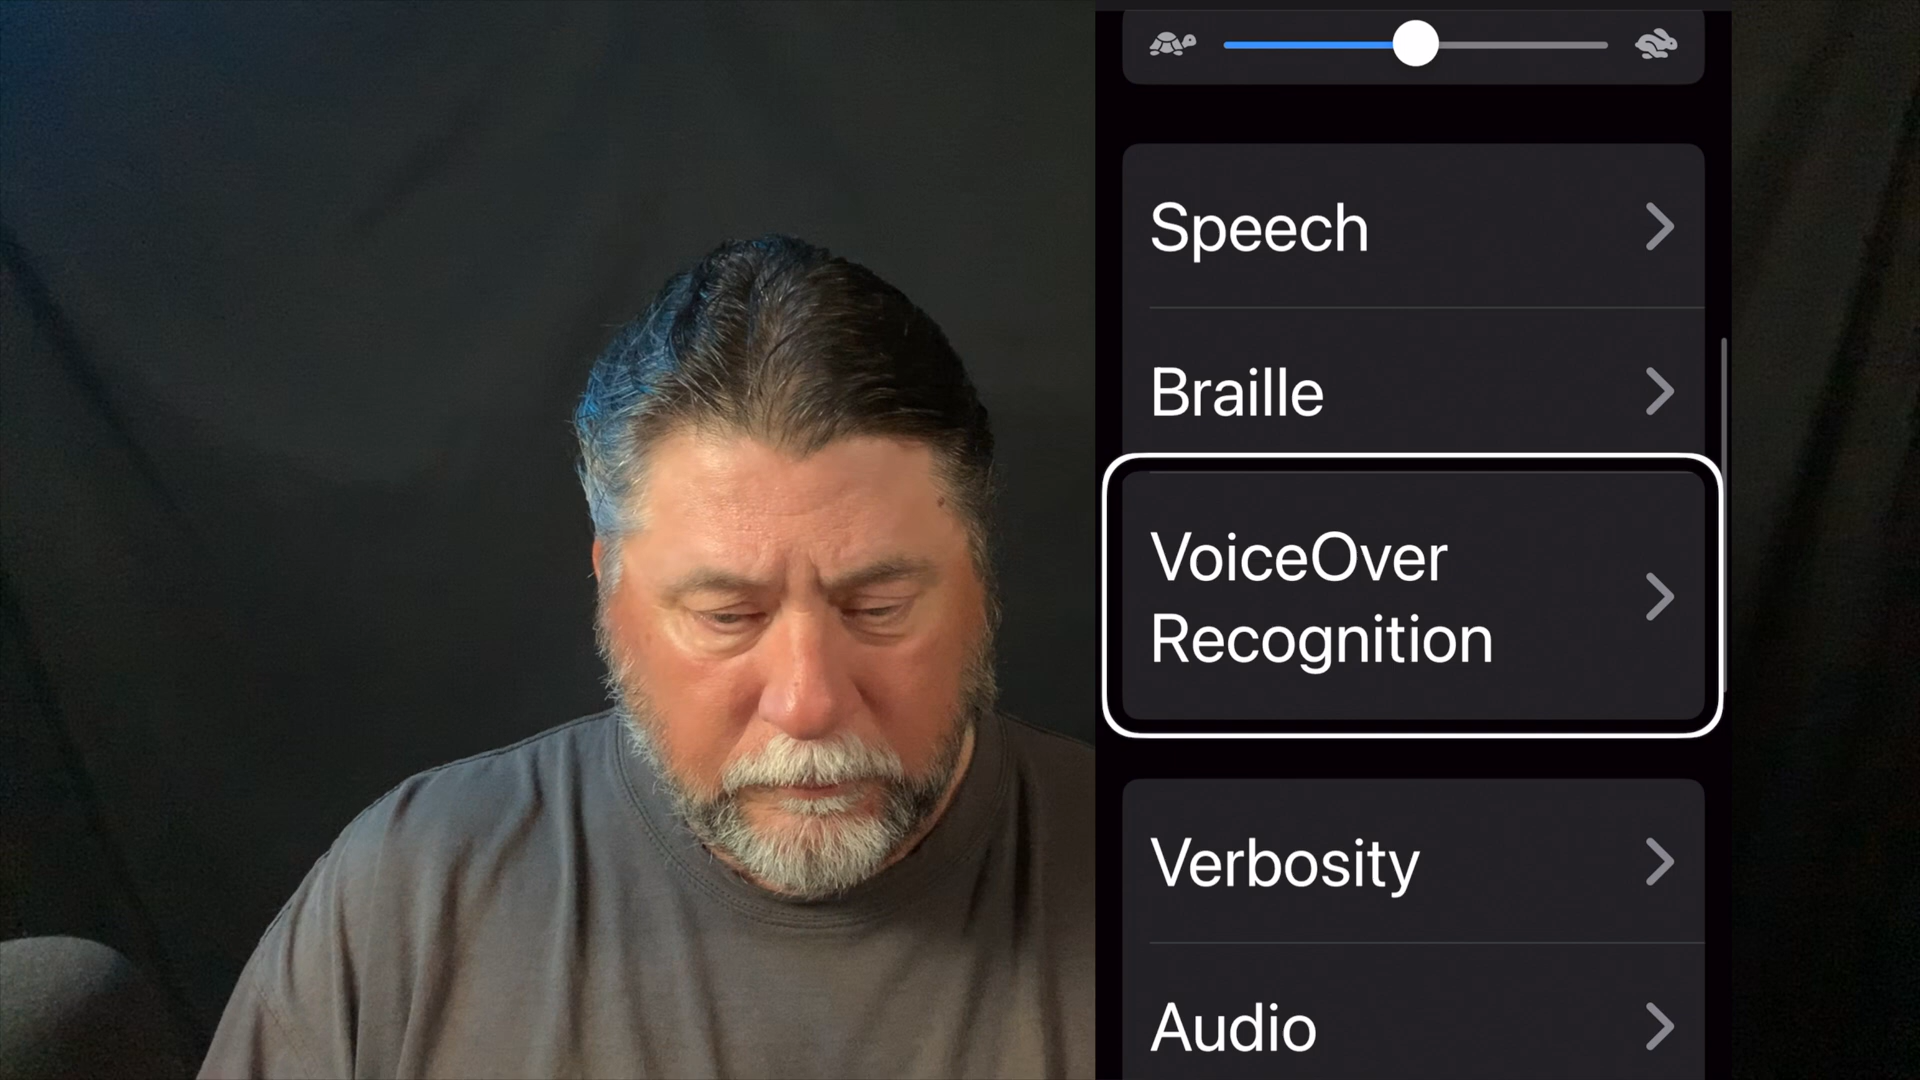 Speech
Braille
VoiceOver
Recognition
Verbosity
Audio